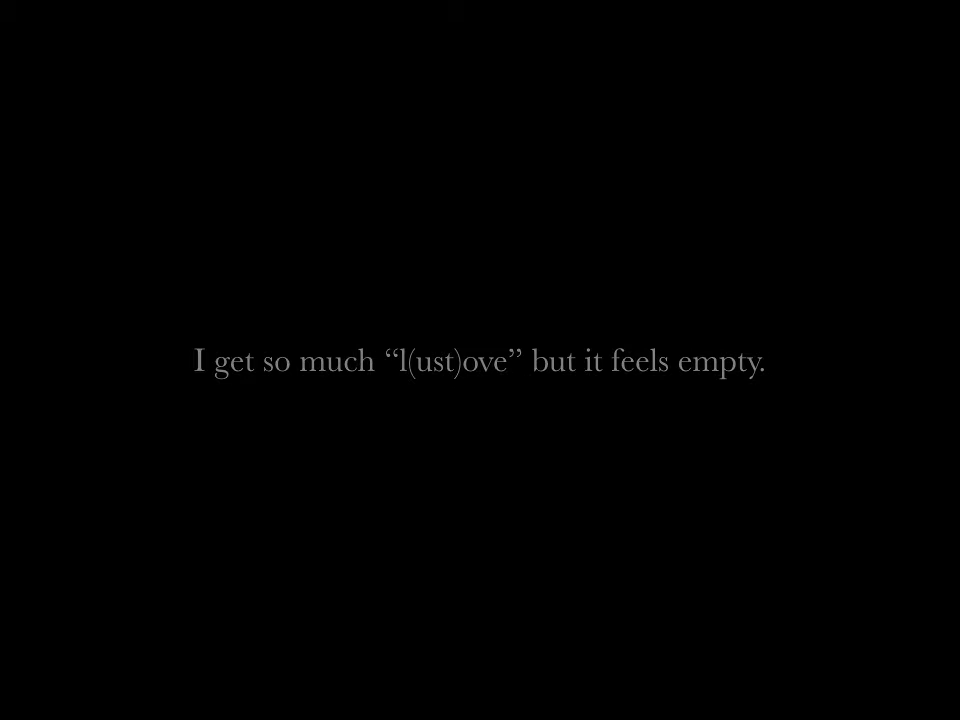 I get so much “l(ust)ove” but it feels empty.